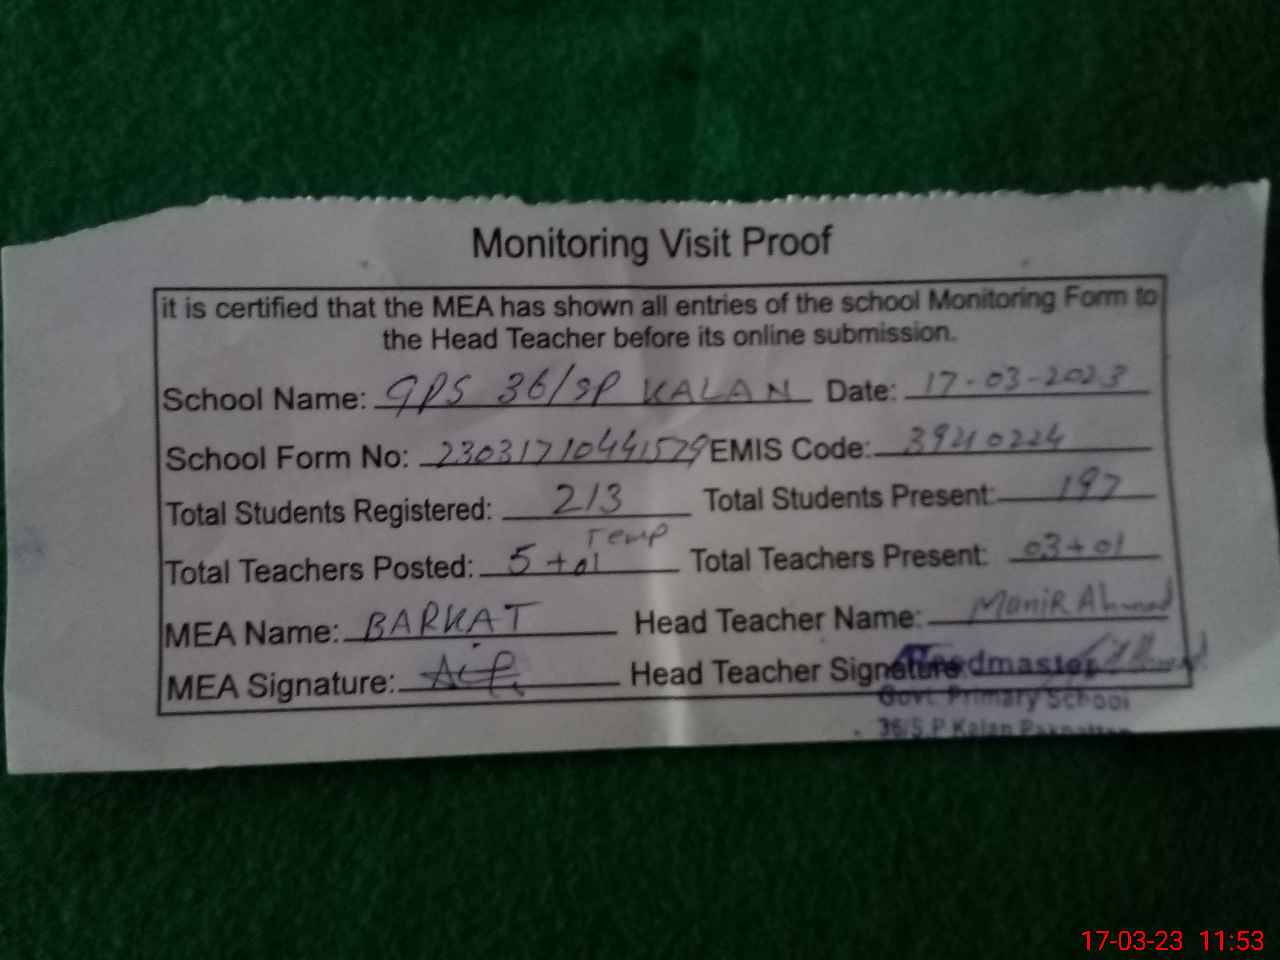 Monitoring Visit Proof
it is certified that the MEA has shown all entries of the school Monitoring Form to
the Head Teacher before its online submission.
School Name: GPS 36/SP KALAN Date: 17-03-2023
School Form No: 23031710441579 EMIS Code: 39210224
Total Students Registered: 213 Total Students Present: 197
Temp
Total Teachers Posted: 5+01 Total Teachers Present: 03+01
MEA Name: BARKAT Head Teacher Name: Munir Ahmad
MEA Signature: Head Teacher Signature
Headmaster
Govt. Primary School
36/S.P Kalan Pakpattan
17-03-23 11:53